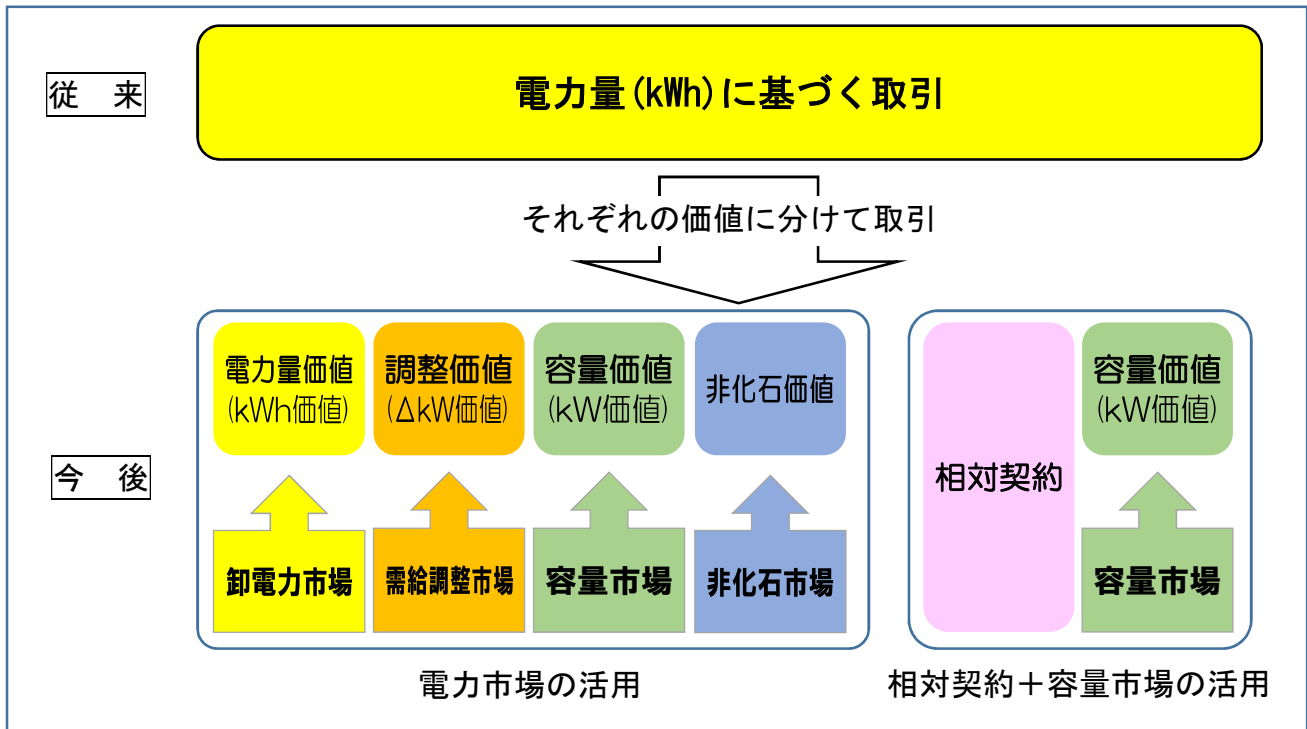 従　来
電力量(kWh)に基づく取引
それぞれの価値に分けて取引
今　後
電力量価値
(kWh価値)
調整価値
(ΔkW価値)
容量価値
(kW価値)
非化石価値
卸電力市場
需給調整市場
容量市場
非化石市場
電力市場の活用
相対契約
容量価値
(kW価値)
容量市場
相対契約＋容量市場の活用